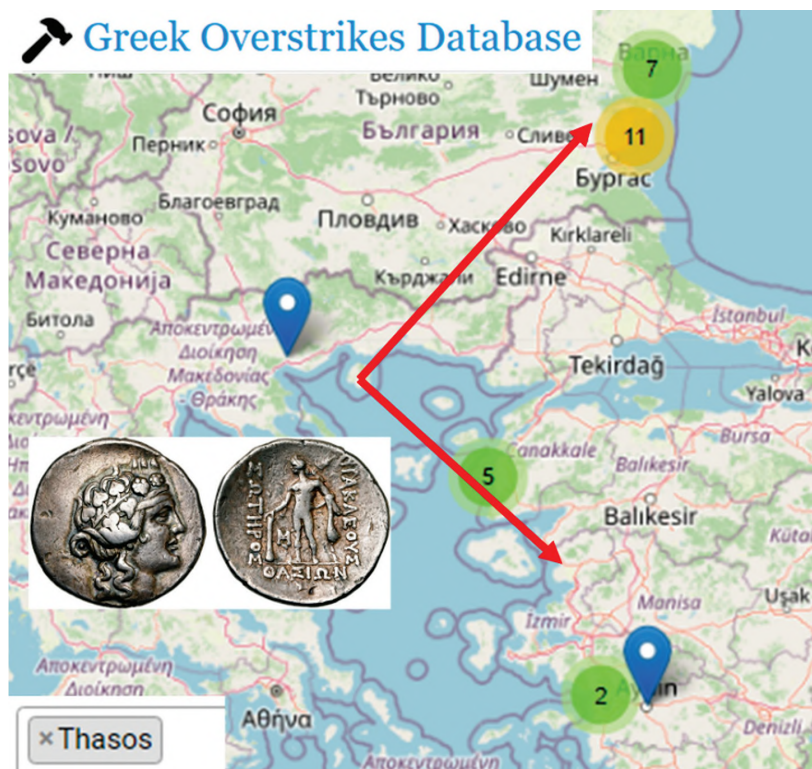 Greek Overstrikes Database
Варна
7
Велико
Търново
Шумен
София
България
Сливе
11
Перник
Бургас
Благоевград
Пловдив
Хасково
Куманово
Kırklareli
Северна
Македонија
Кърджали
Edirne
Битола
Αποκεντρωμέν
Διοίκηση
Μακεδονίας
- Θράκης
İstanbul
Tekirdağ
Yalova
Çanakkale
Bursa
5
Balıkesir
Balıkesir
ΣΩΤΗΡΟΣ
ΗΡΑΚΛΕΟΥΣ
ΘΑΣΙΩΝ
Uşak
Manisa
İzmir
Αποκεντρωμένη
Διοίκηση
2
Αθήνα
Denizli
Αποκεντρωμένη
× Thasos